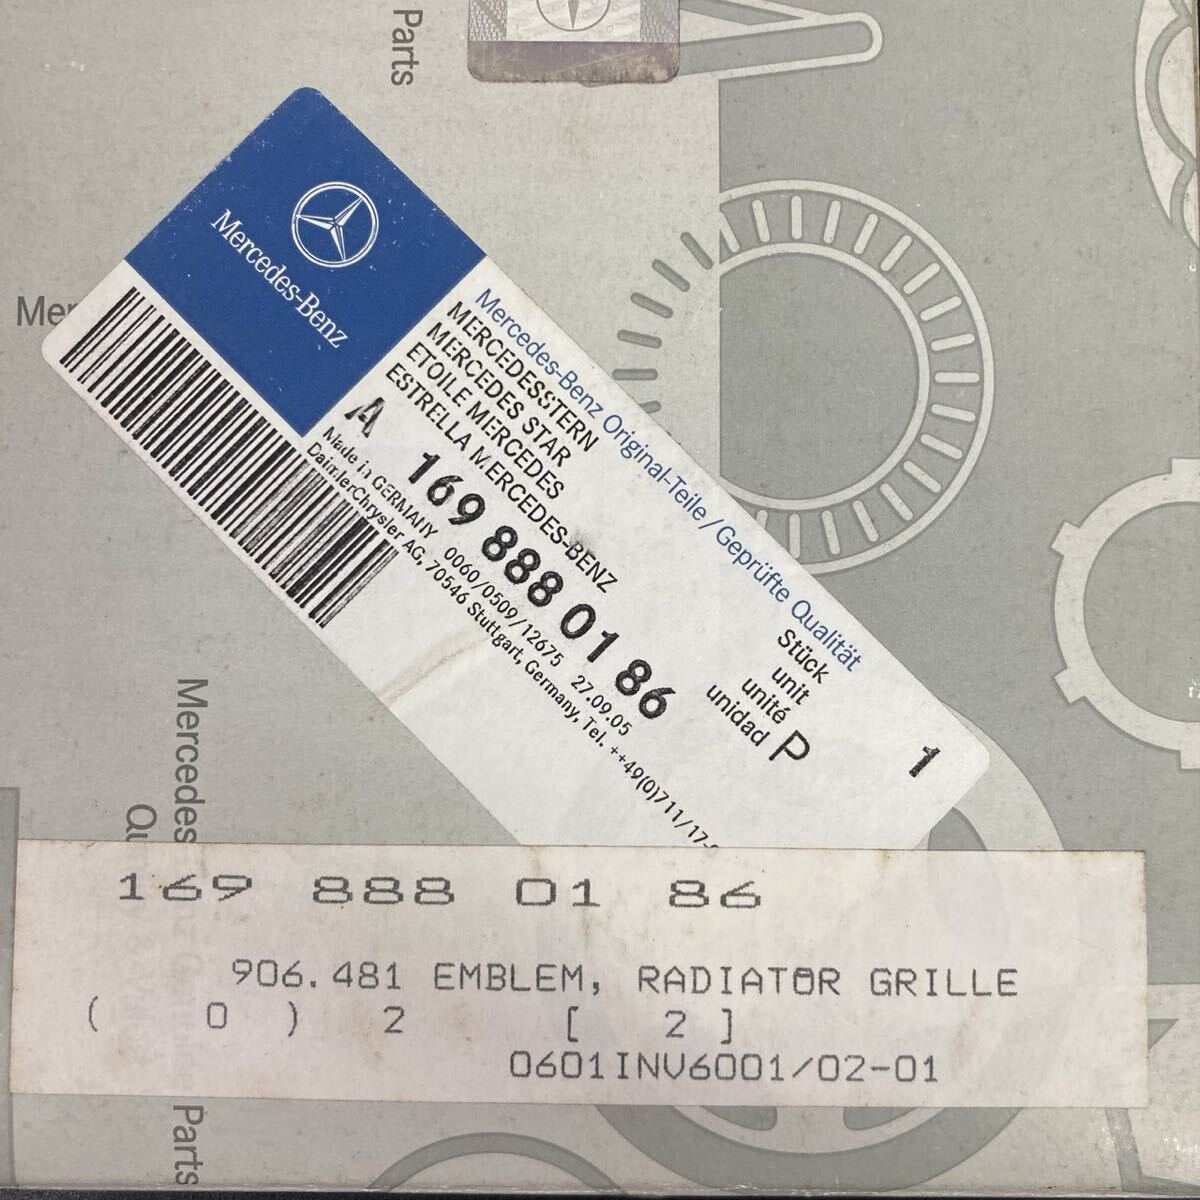 Parts
Mer
Mercedes-Benz
Mercedes-Benz Original-Teile / Geprüfte Qualität
MERCEDESSTERN
MERCEDES STAR
ETOILE MERCEDES
ESTRELLA MERCEDES-BENZ
A 169 888 01 86
Stück
unit
unité
unidad P 1
Made in GERMANY 0060/0509/12675 27.09.05
DaimlerChrysler AG, 70546 Stuttgart, Germany, Tel. ++49(0)711/17-
Mercedes
Qu
169 888 01 86
906.481 EMBLEM, RADIATOR GRILLE
( 0 ) 2 [ 2 ]
0601INV6001/02-01
Parts